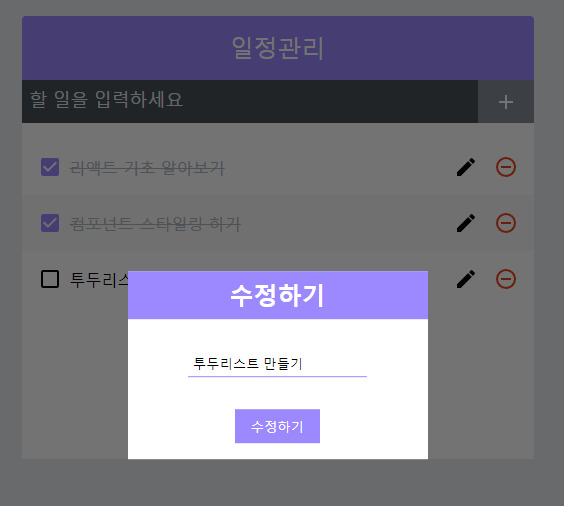 일정관리
할 일을 입력하세요
리액트 기초 알아보기
컴포넌트 스타일링 하기
투두리스
수정하기
투두리스트 만들기
수정하기